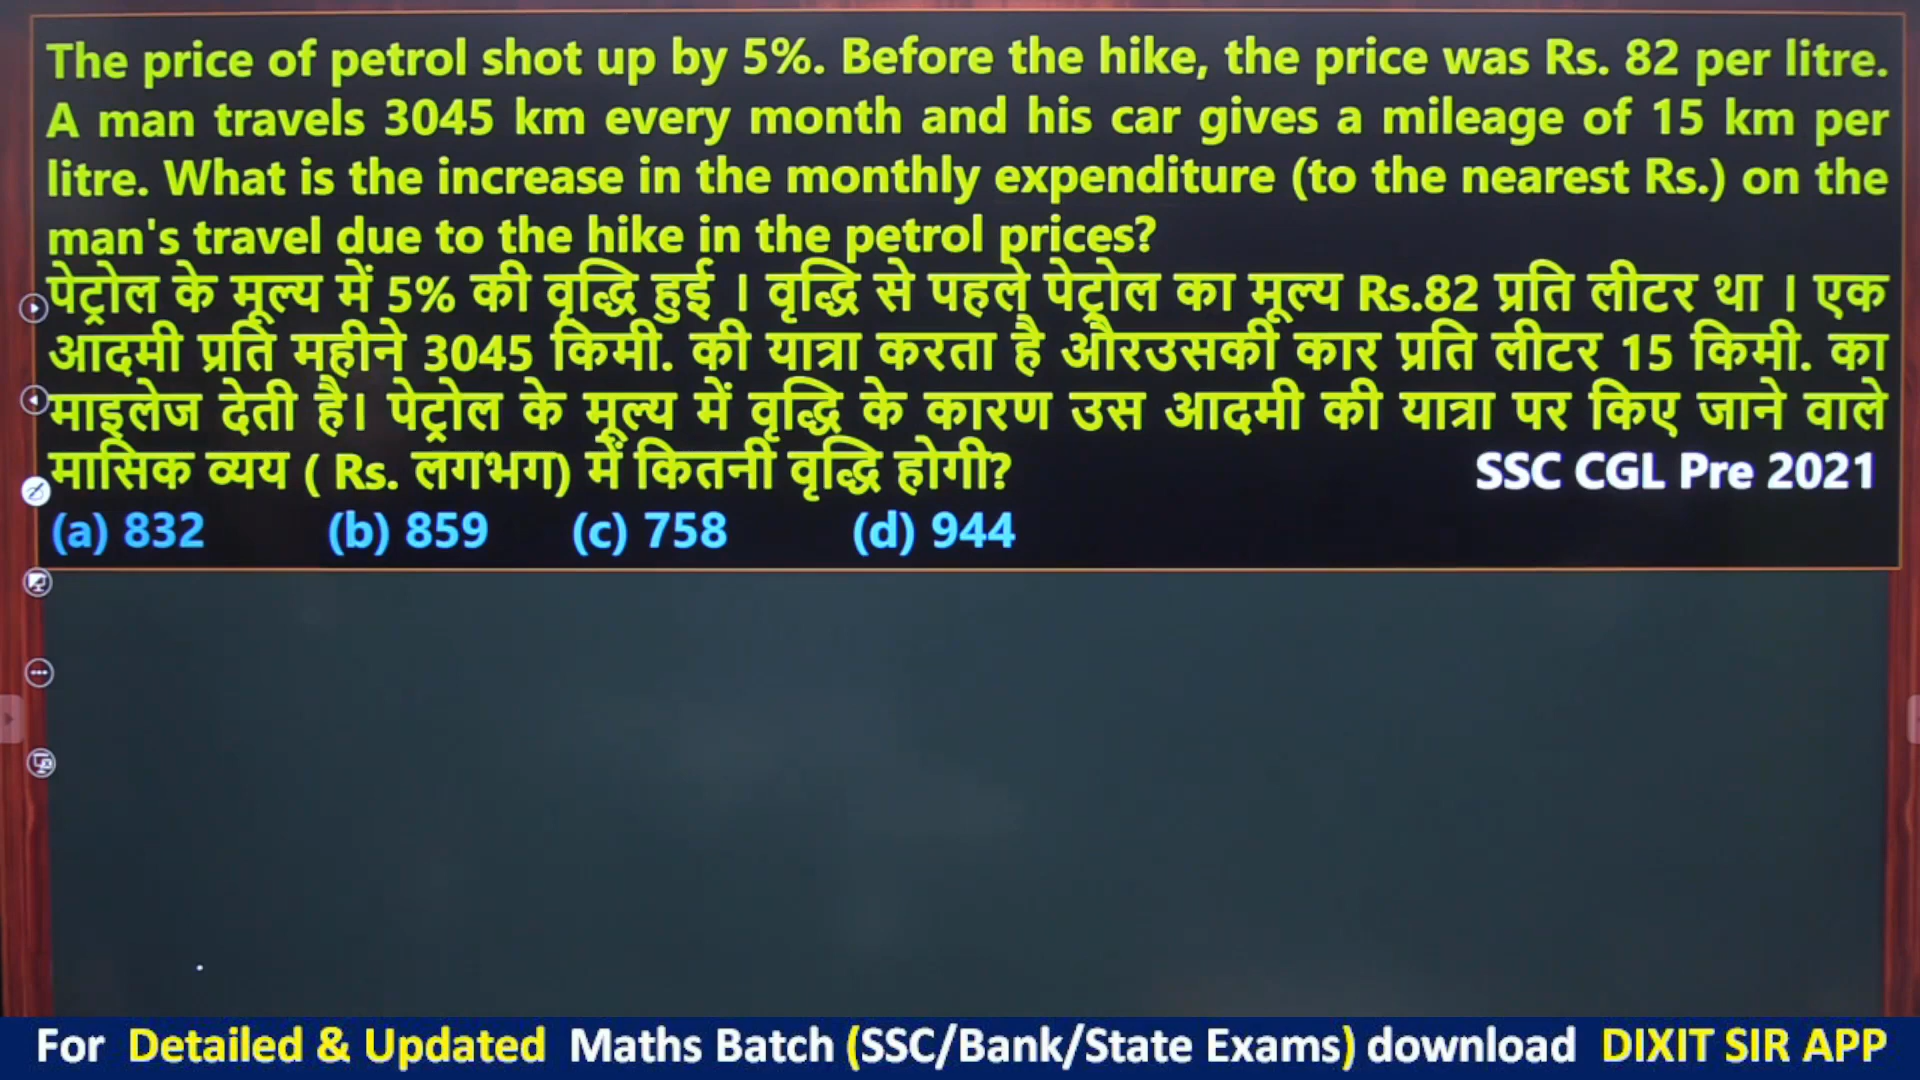 The price of petrol shot up by 5%. Before the hike, the price was Rs. 82 per litre.
A man travels 3045 km every month and his car gives a mileage of 15 km per
litre. What is the increase in the monthly expenditure (to the nearest Rs.) on the
man's travel due to the hike in the petrol prices?
पेट्रोल के मूल्य में 5% की वृद्धि हुई । वृद्धि से पहले पेट्रोल का मूल्य Rs.82 प्रति लीटर था । एक
आदमी प्रति महीने 3045 किमी. की यात्रा करता है औरउसकी कार प्रति लीटर 15 किमी. का
माइलेज देती है। पेट्रोल के मूल्य में वृद्धि के कारण उस आदमी की यात्रा पर किए जाने वाले
मासिक व्यय ( Rs. लगभग) में कितनी वृद्धि होगी? SSC CGL Pre 2021
(a) 832 (b) 859 (c) 758 (d) 944
For Detailed & Updated Maths Batch (SSC/Bank/State Exams) download DIXIT SIR APP